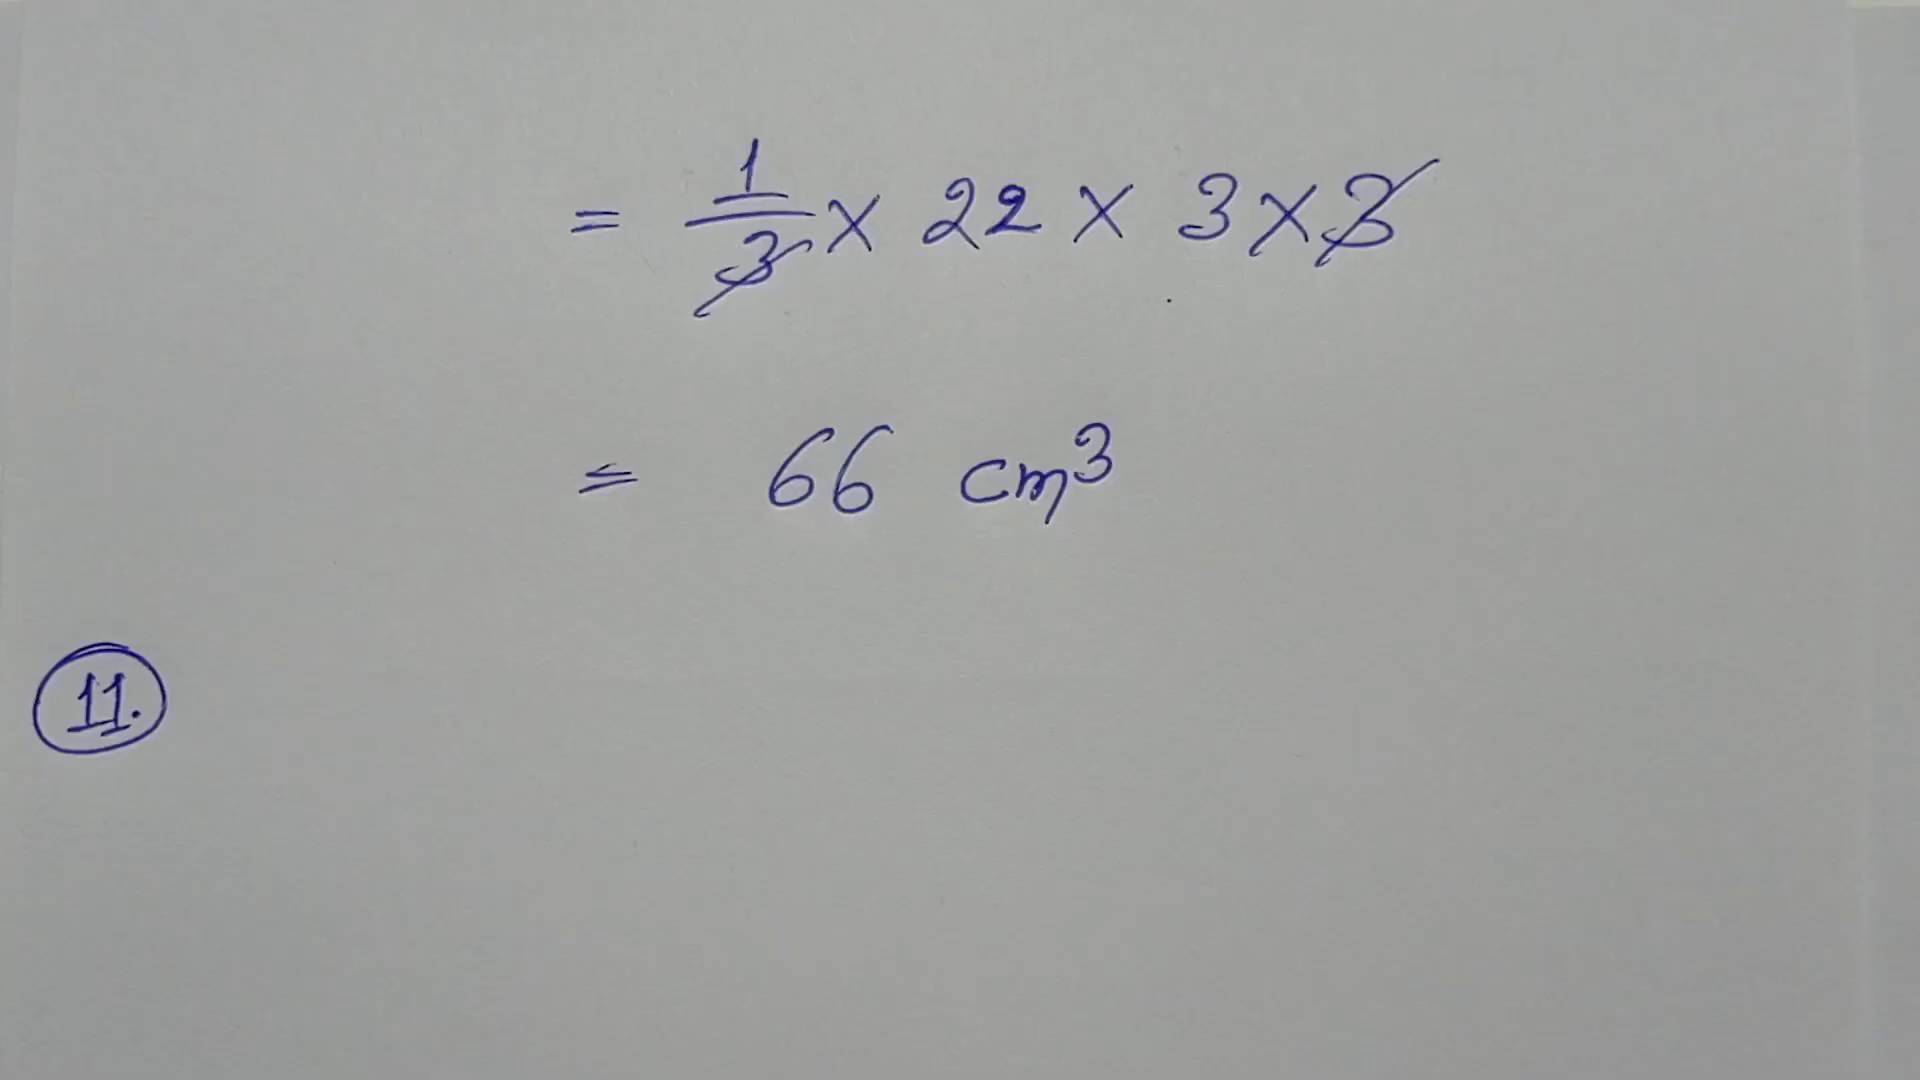 = 1/3 × 22 × 3 × 3
= 66 cm³
11.